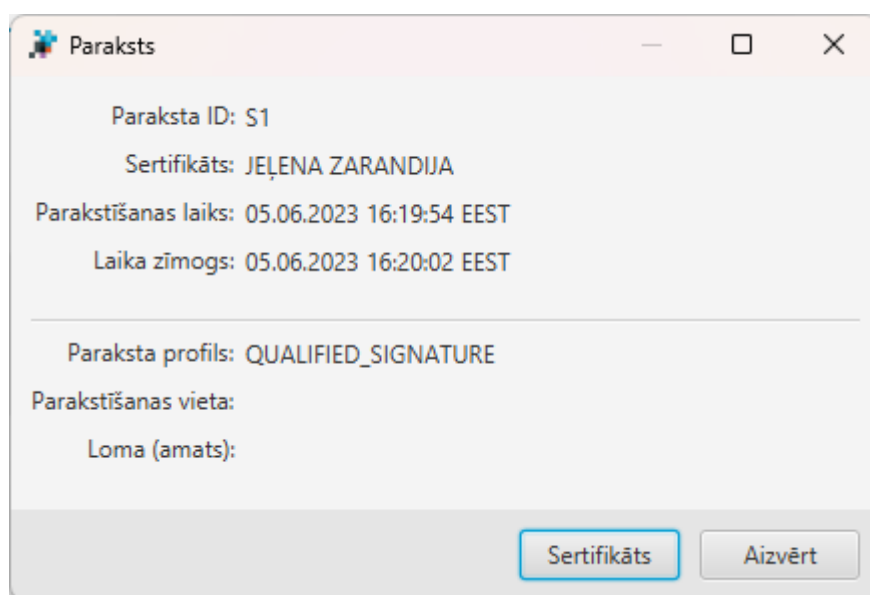 Paraksts
Paraksta ID: S1
Sertifikāts: JEĻENA ZARANDIJA
Parakstīšanas laiks: 05.06.2023 16:19:54 EEST
Laika zīmogs: 05.06.2023 16:20:02 EEST
Paraksta profils: QUALIFIED_SIGNATURE
Parakstīšanas vieta:
Loma (amats):
Sertifikāts Aizvērt